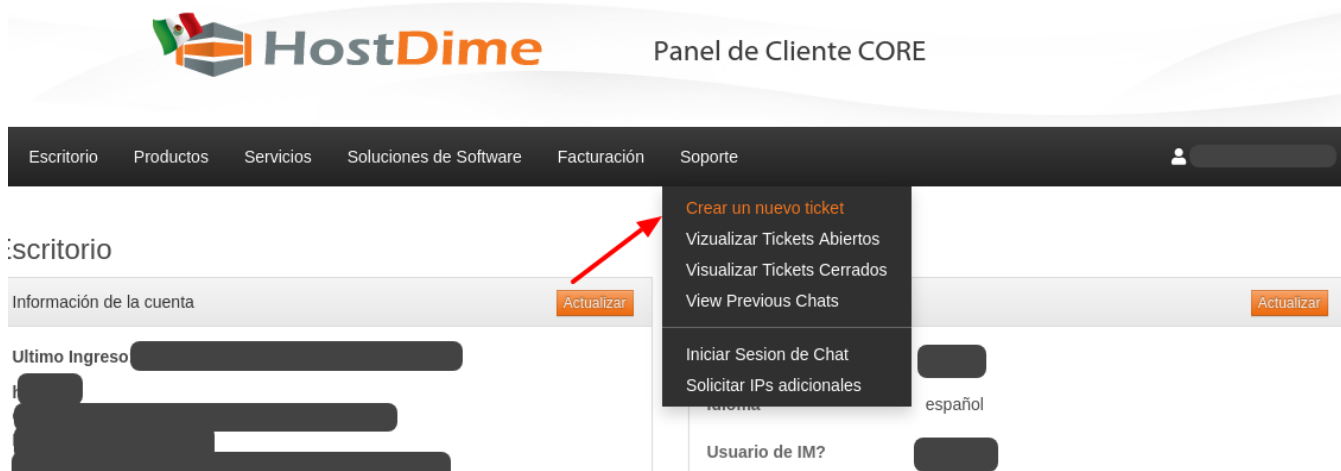 HostDime
Panel de Cliente CORE
Escritorio Productos Servicios Soluciones de Software Facturación Soporte
Crear un nuevo ticket
Vizualizar Tickets Abiertos
Visualizar Tickets Cerrados
View Previous Chats
Iniciar Sesion de Chat
Solicitar IPs adicionales
Escritorio
Información de la cuenta
Actualizar
Actualizar
Ultimo Ingreso
Idioma español
Usuario de IM?